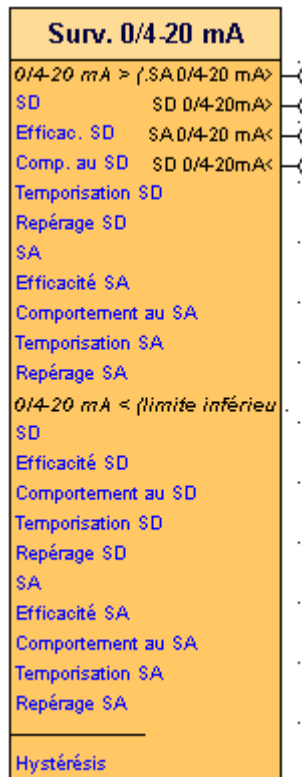 Surv. 0/4-20 mA
0/4-20 mA > (. SA 0/4-20 mA>
SD SD 0/4-20mA>
Efficac. SD SA 0/4-20mA<
Comp. au SD SD 0/4-20mA<
Temporisation SD
Repérage SD
SA
Efficacité SA
Comportement au SA
Temporisation SA
Repérage SA
0/4-20 mA < (limite inférieu .
SD
Efficacité SD
Comportement au SD
Temporisation SD
Repérage SD
SA
Efficacité SA
Comportement au SA
Temporisation SA
Repérage SA
Hystérésis